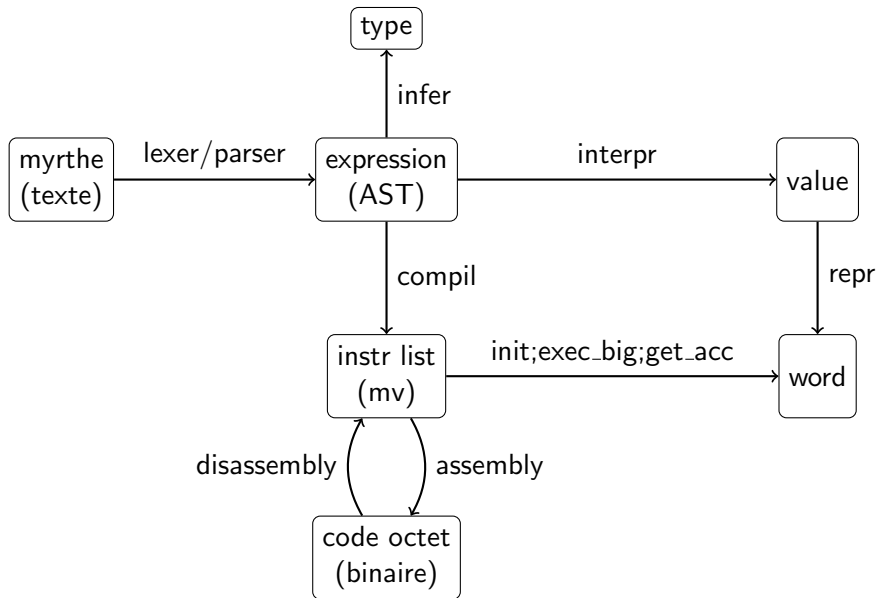 type
infer
myrthe
(texte)
lexer/parser
expression
(AST)
interpr
value
compil
repr
instr list
(mv)
init;exec_big;get_acc
word
disassembly
assembly
code octet
(binaire)